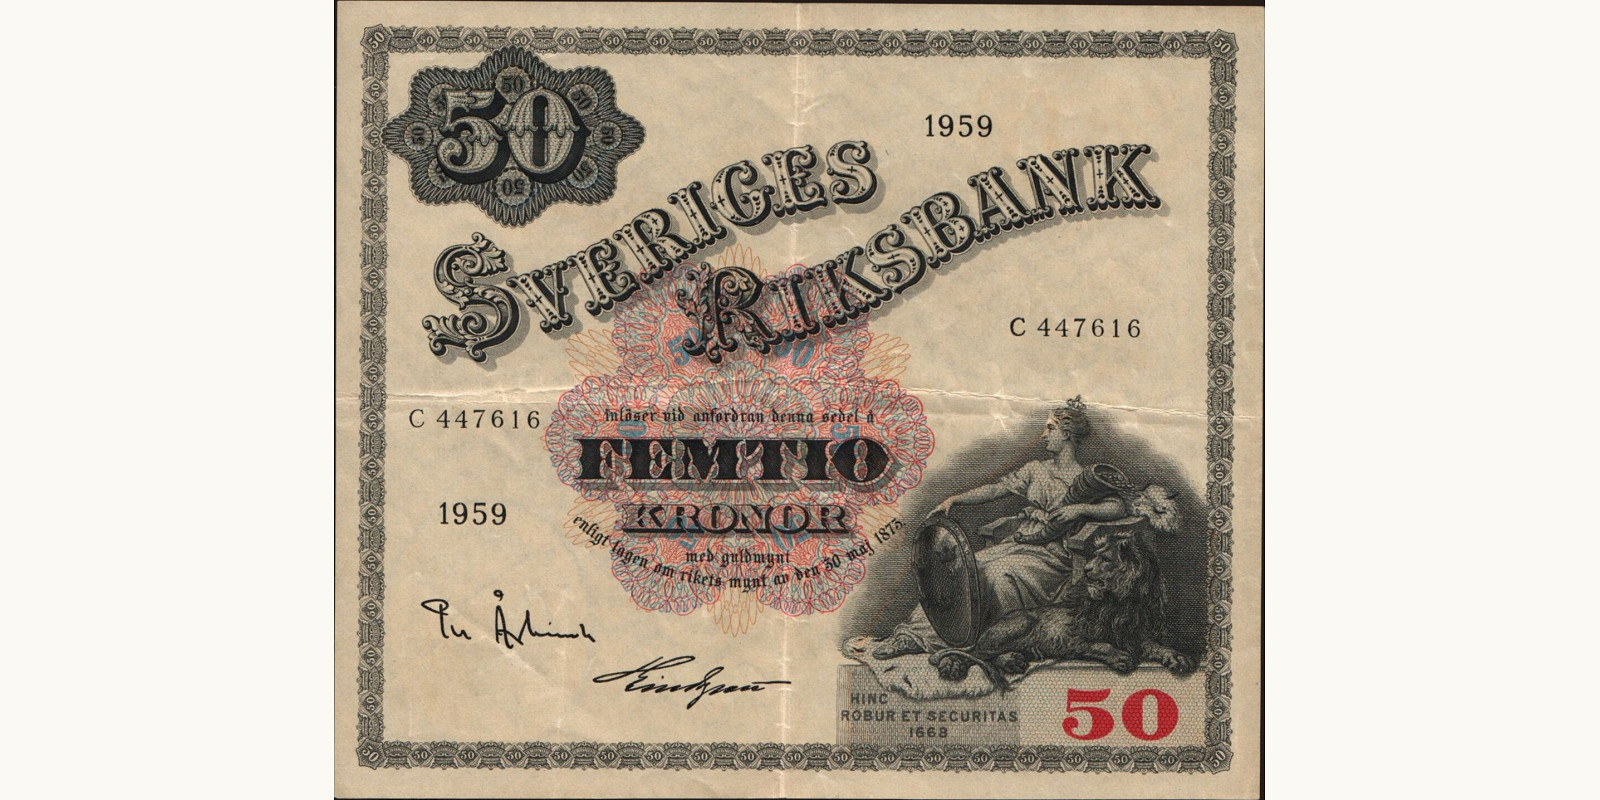 50
1959
SVERIGES
RIKSBANK
C 447616
C 447616
inlöser vid anfordran denna sedel å
FEMTIO
KRONOR
med guldmynt
enligt lagen om rikets mynt av den 30 maj 1873.
1959
HINC
ROBUR ET SECURITAS
1668
50